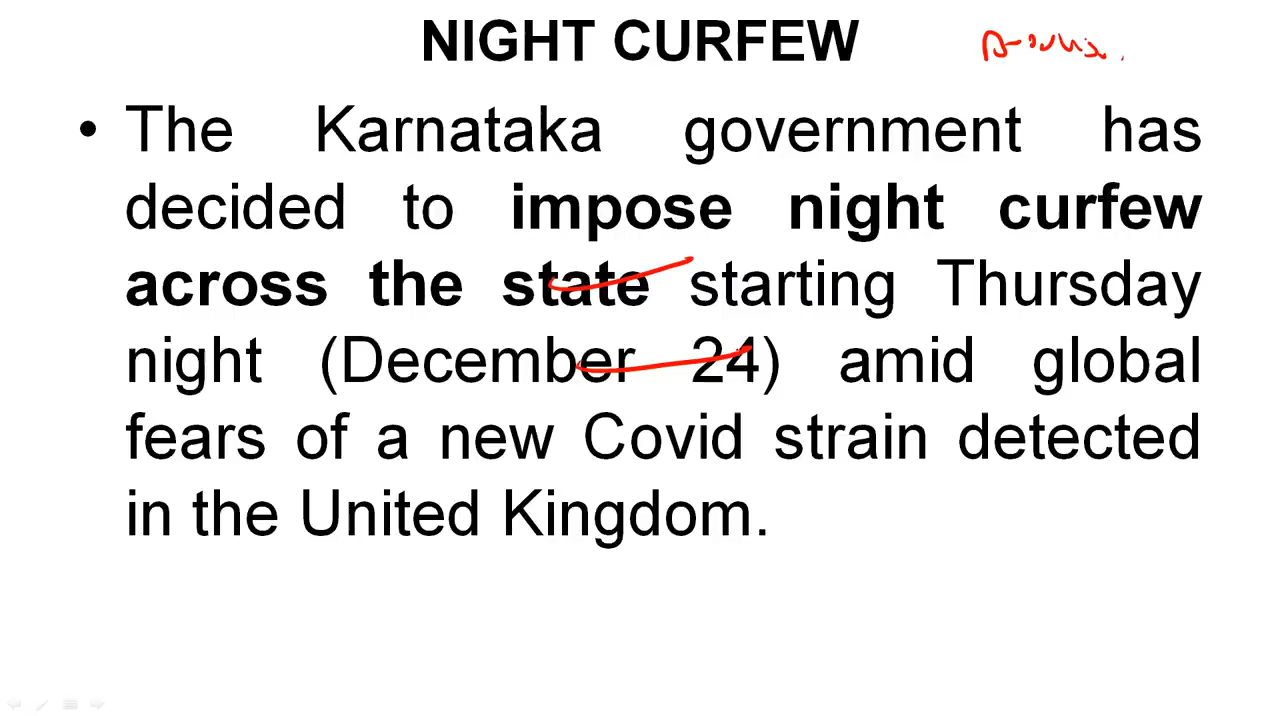 NIGHT CURFEW
• The Karnataka government has
decided to impose night curfew
across the state starting Thursday
night (December 24) amid global
fears of a new Covid strain detected
in the United Kingdom.